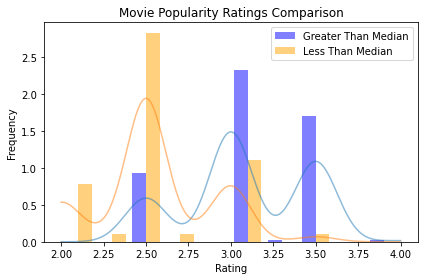 Movie Popularity Ratings Comparison
Greater Than Median
Less Than Median
Frequency
2.5
2.0
1.5
1.0
0.5
0.0
2.00 2.25 2.50 2.75 3.00 3.25 3.50 3.75 4.00
Rating